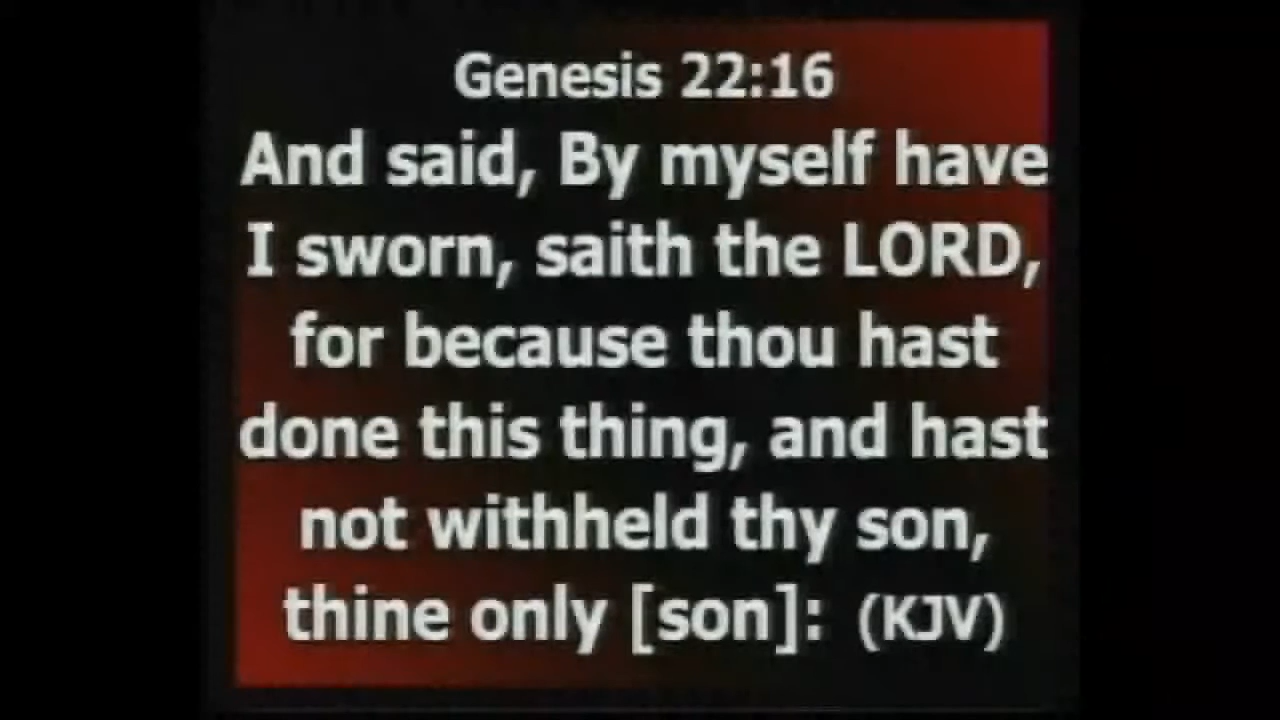 Genesis 22:16
And said, By myself have
I sworn, saith the LORD,
for because thou hast
done this thing, and hast
not withheld thy son,
thine only [son]: (KJV)